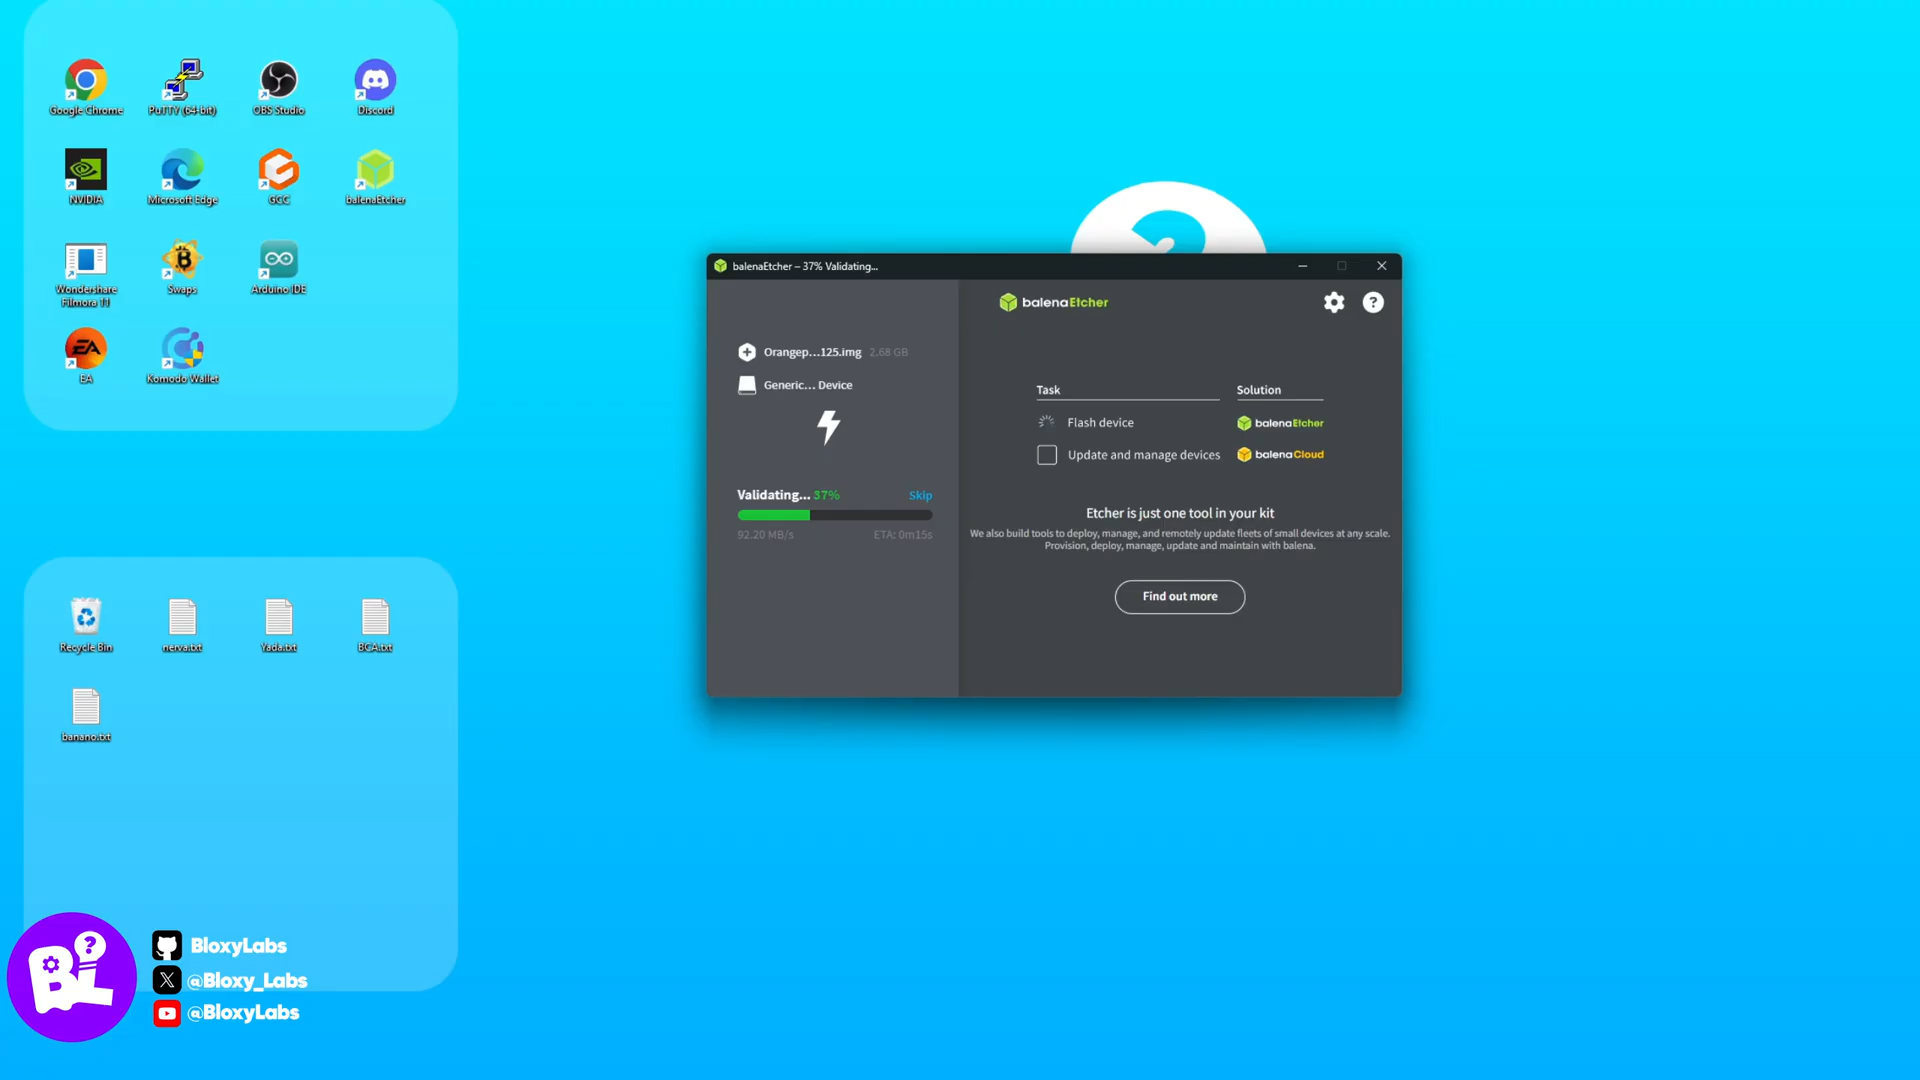 Google Chrome
PuTTY (64-bit)
OBS Studio
Discord
NVIDIA
Microsoft Edge
GCC
balenaEtcher
Wondershare
Filmora 11
Swaps
Arduino IDE
EA
EA
Komodo Wallet
Recycle Bin
nerva.txt
Yada.txt
BCA.txt
banano.txt
BL
?
BloxyLabs
@Bloxy_Labs
@BloxyLabs
balenaEtcher – 37% Validating...
balenaEtcher
?
Orangep...125.img 2.68 GB
Generic... Device
Validating... 37% Skip
92.20 MB/s ETA: 0m15s
Task Solution
Flash device balenaEtcher
Update and manage devices balenaCloud
Etcher is just one tool in your kit
We also build tools to deploy, manage, and remotely update fleets of small devices at any scale.
Provision, deploy, manage, update and maintain with balena.
Find out more